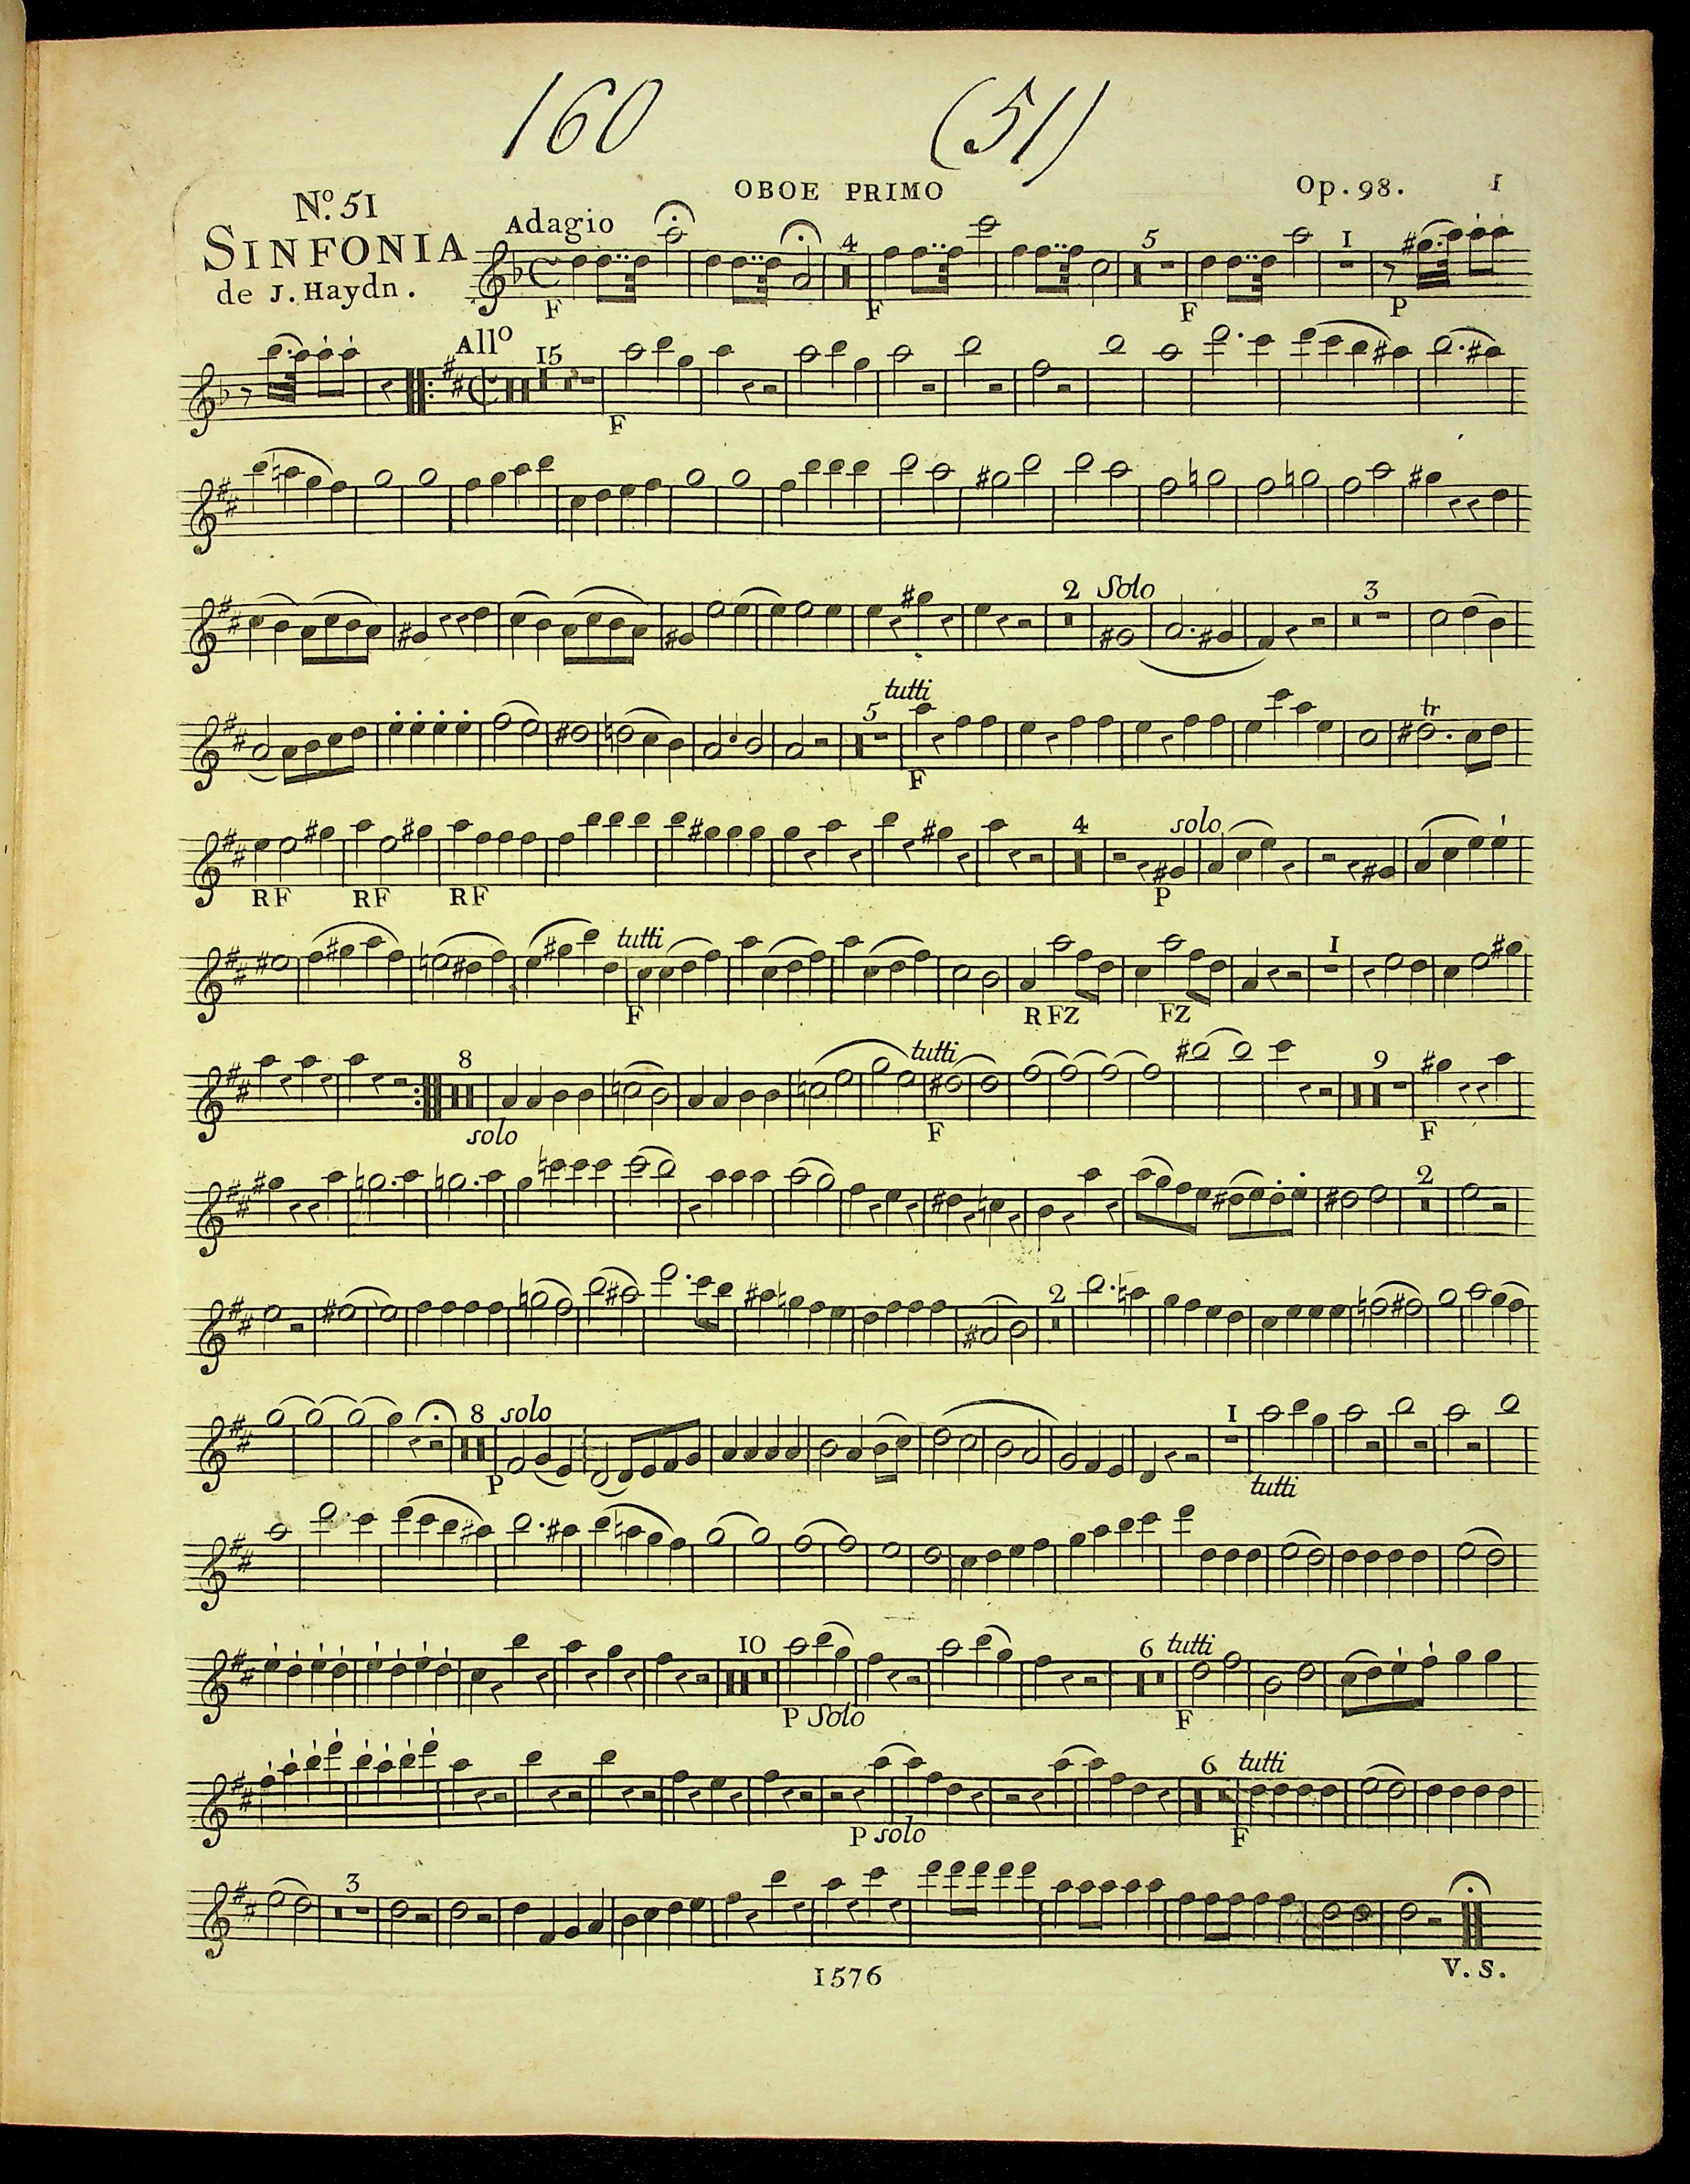 160 (51)
OBOE PRIMO Op. 98. 1
Nº. 51
SINFONIA
de J. Haydn.
Adagio
4 5 1
F F F P
Allº
15
F
2 Solo 3
5 tutti tr
F
4 solo
RF RF RF P
tutti 1
F RFZ FZ
8 tutti 9
solo F F
2
2
8 solo 1
P tutti
10 6 tutti
P Solo F
6 tutti
P solo F
3
1576 V. S.